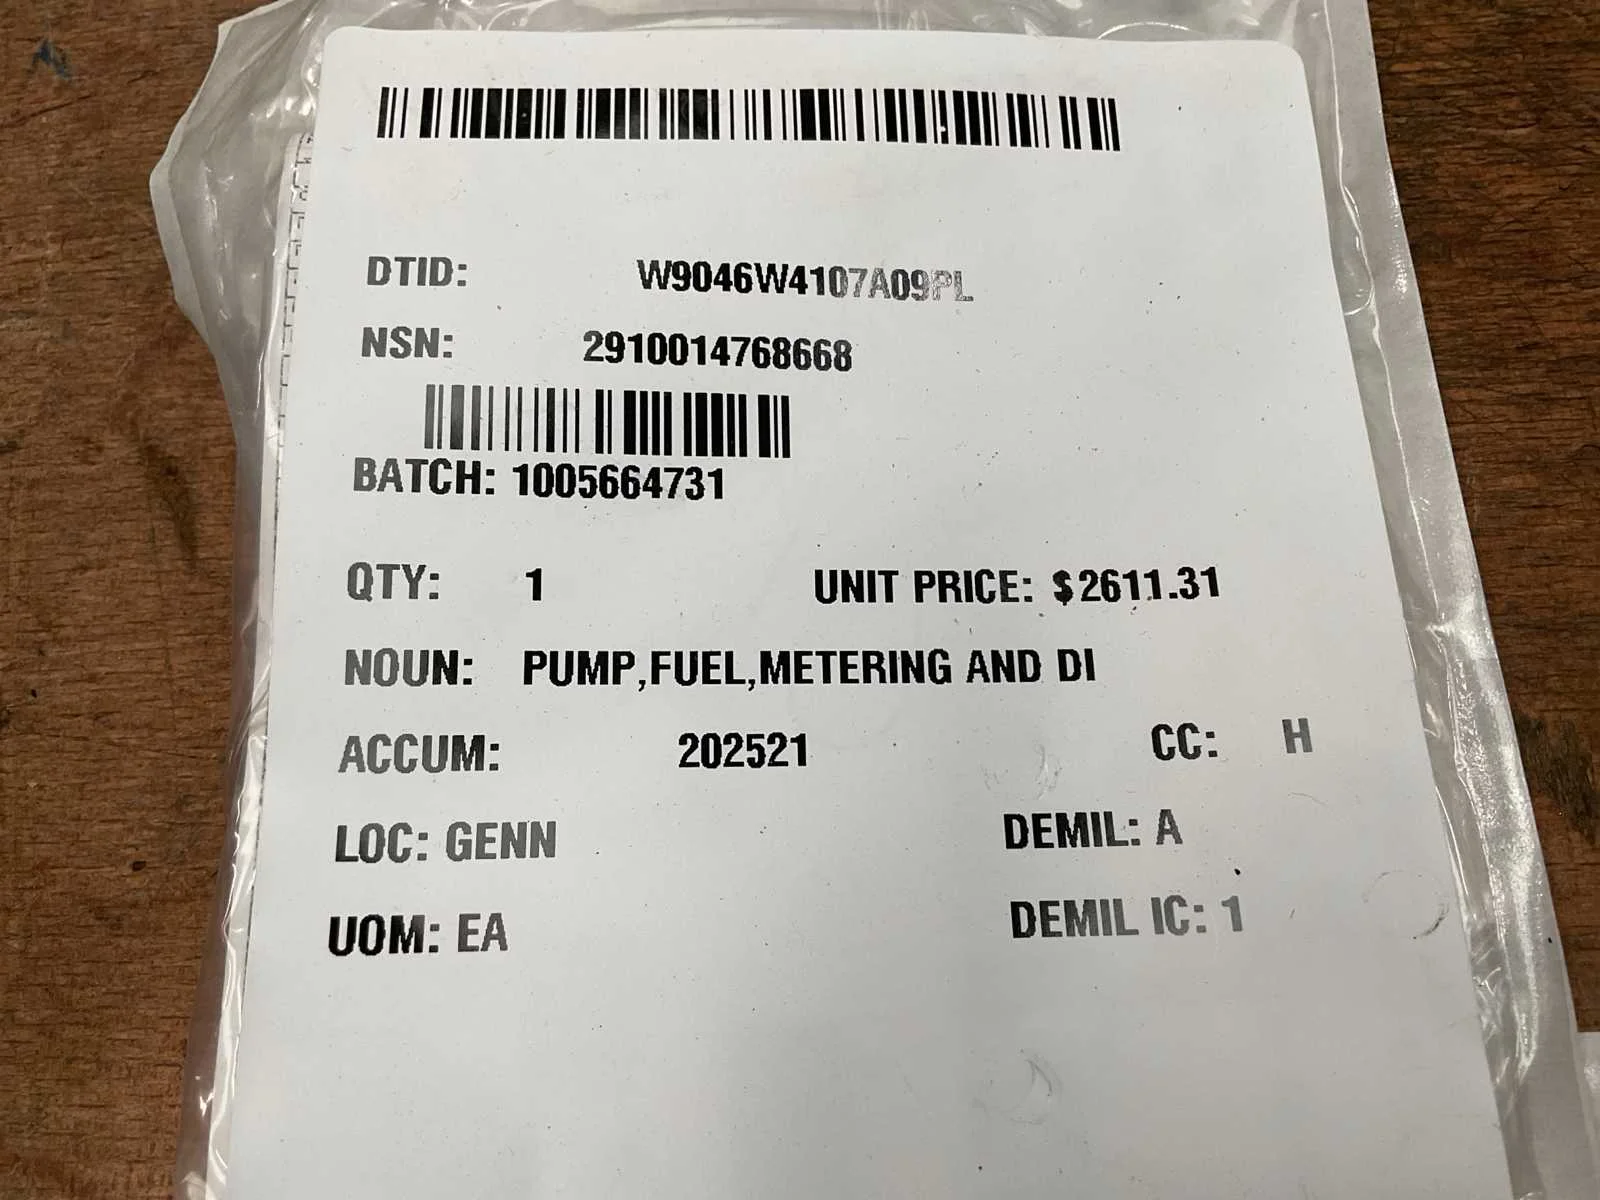 DTID: W9046W4107A09PL
NSN: 2910014768668
BATCH: 1005664731
QTY: 1 UNIT PRICE: $2611.31
NOUN: PUMP,FUEL,METERING AND DI
ACCUM: 202521 CC: H
LOC: GENN DEMIL: A
UOM: EA DEMIL IC: 1